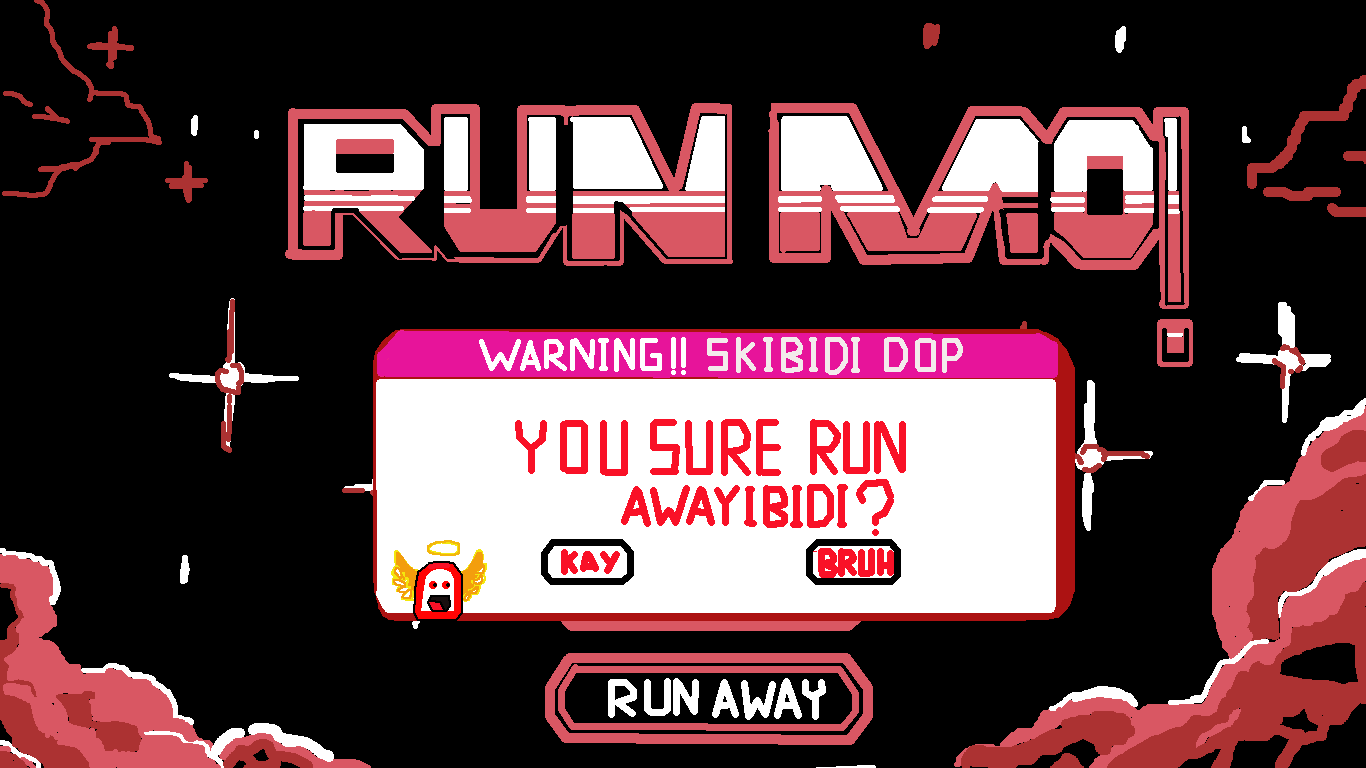 RUN MO!
WARNING!! SKIBIDI DOP
YOU SURE RUN
AWAYIBIDI?
KAY BRUH
RUN AWAY